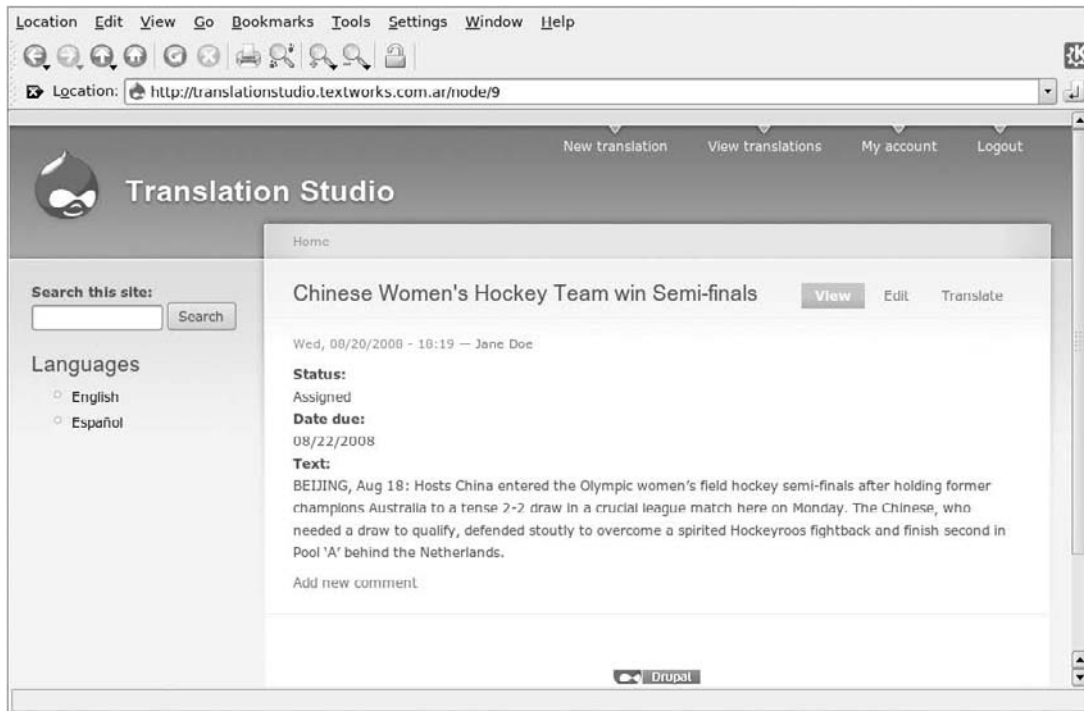 Location Edit View Go Bookmarks Tools Settings Window Help
Location: http://translationstudio.textworks.com.ar/node/9
New translation View translations My account Logout
Translation Studio
Home
Search this site:
Search
Languages
English
Español
Chinese Women's Hockey Team win Semi-finals
View Edit Translate
Wed, 08/20/2008 - 18:19 — Jane Doe
Status:
Assigned
Date due:
08/22/2008
Text:
BEIJING, Aug 18: Hosts China entered the Olympic women's field hockey semi-finals after holding former
champions Australia to a tense 2-2 draw in a crucial league match here on Monday. The Chinese, who
needed a draw to qualify, defended stoutly to overcome a spirited Hockeyroos fightback and finish second in
Pool 'A' behind the Netherlands.
Add new comment
Drupal